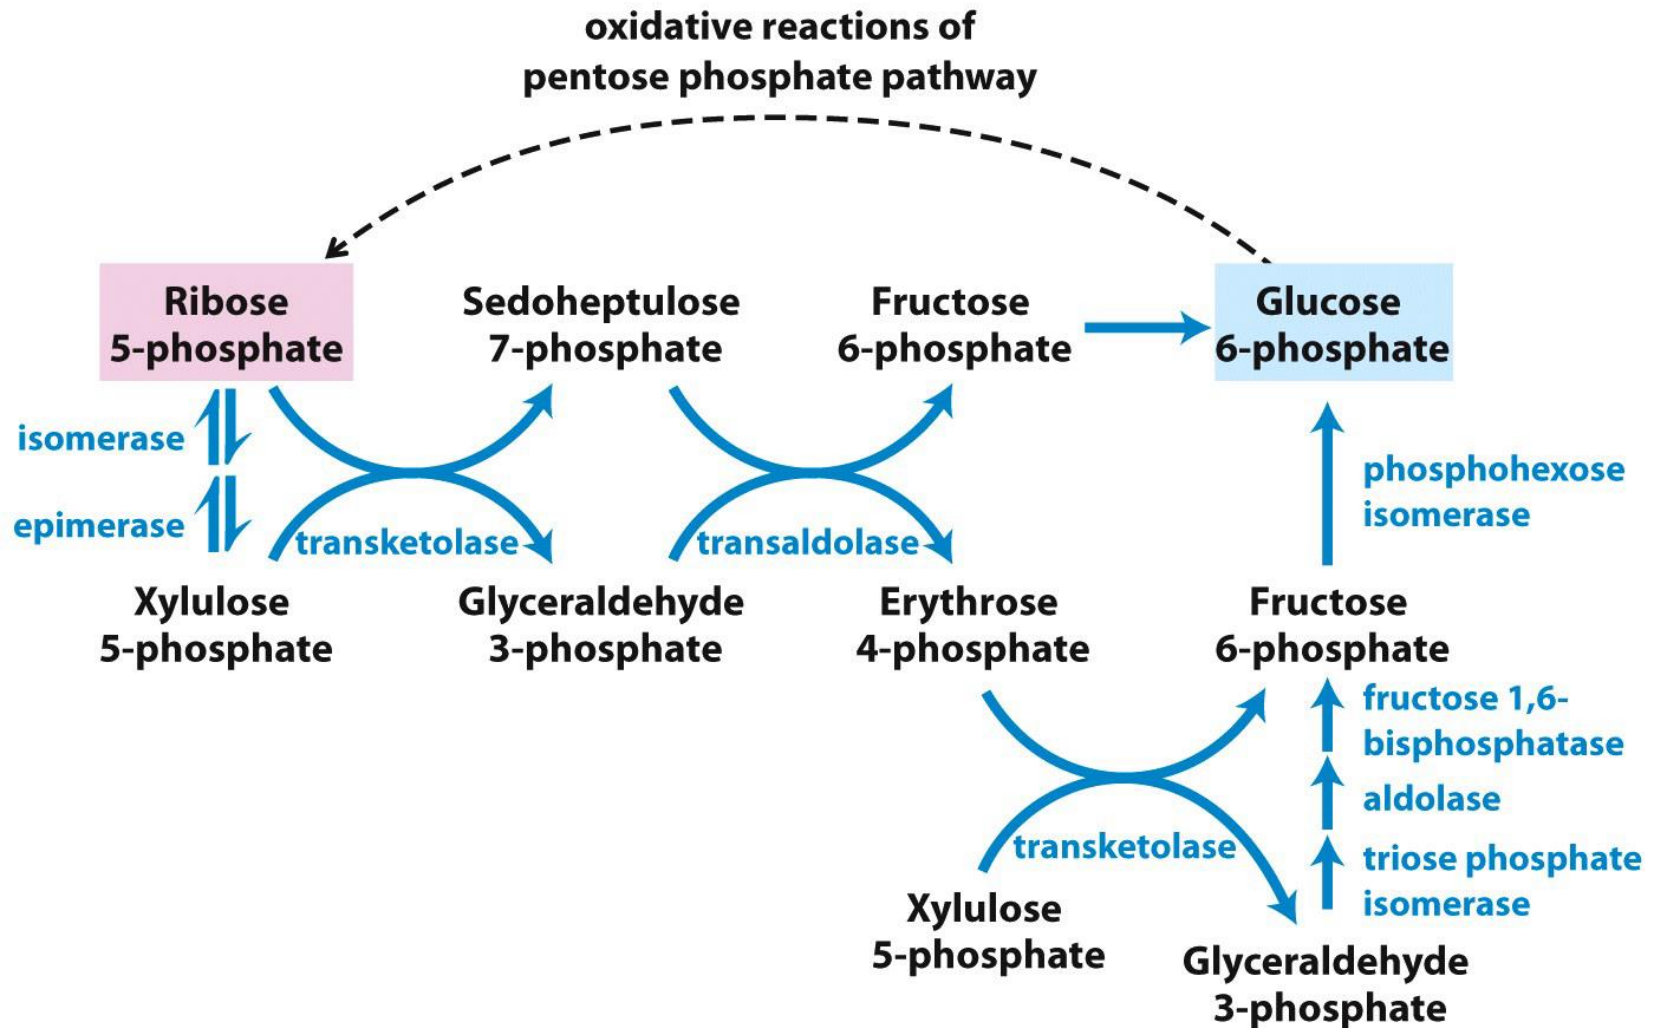 oxidative reactions of
pentose phosphate pathway
Ribose
5-phosphate
Sedoheptulose
7-phosphate
Fructose
6-phosphate
Glucose
6-phosphate
isomerase
epimerase
transketolase
transaldolase
phosphohexose
isomerase
Xylulose
5-phosphate
Glyceraldehyde
3-phosphate
Erythrose
4-phosphate
Fructose
6-phosphate
fructose 1,6-
bisphosphatase
aldolase
transketolase
triose phosphate
isomerase
Xylulose
5-phosphate
Glyceraldehyde
3-phosphate